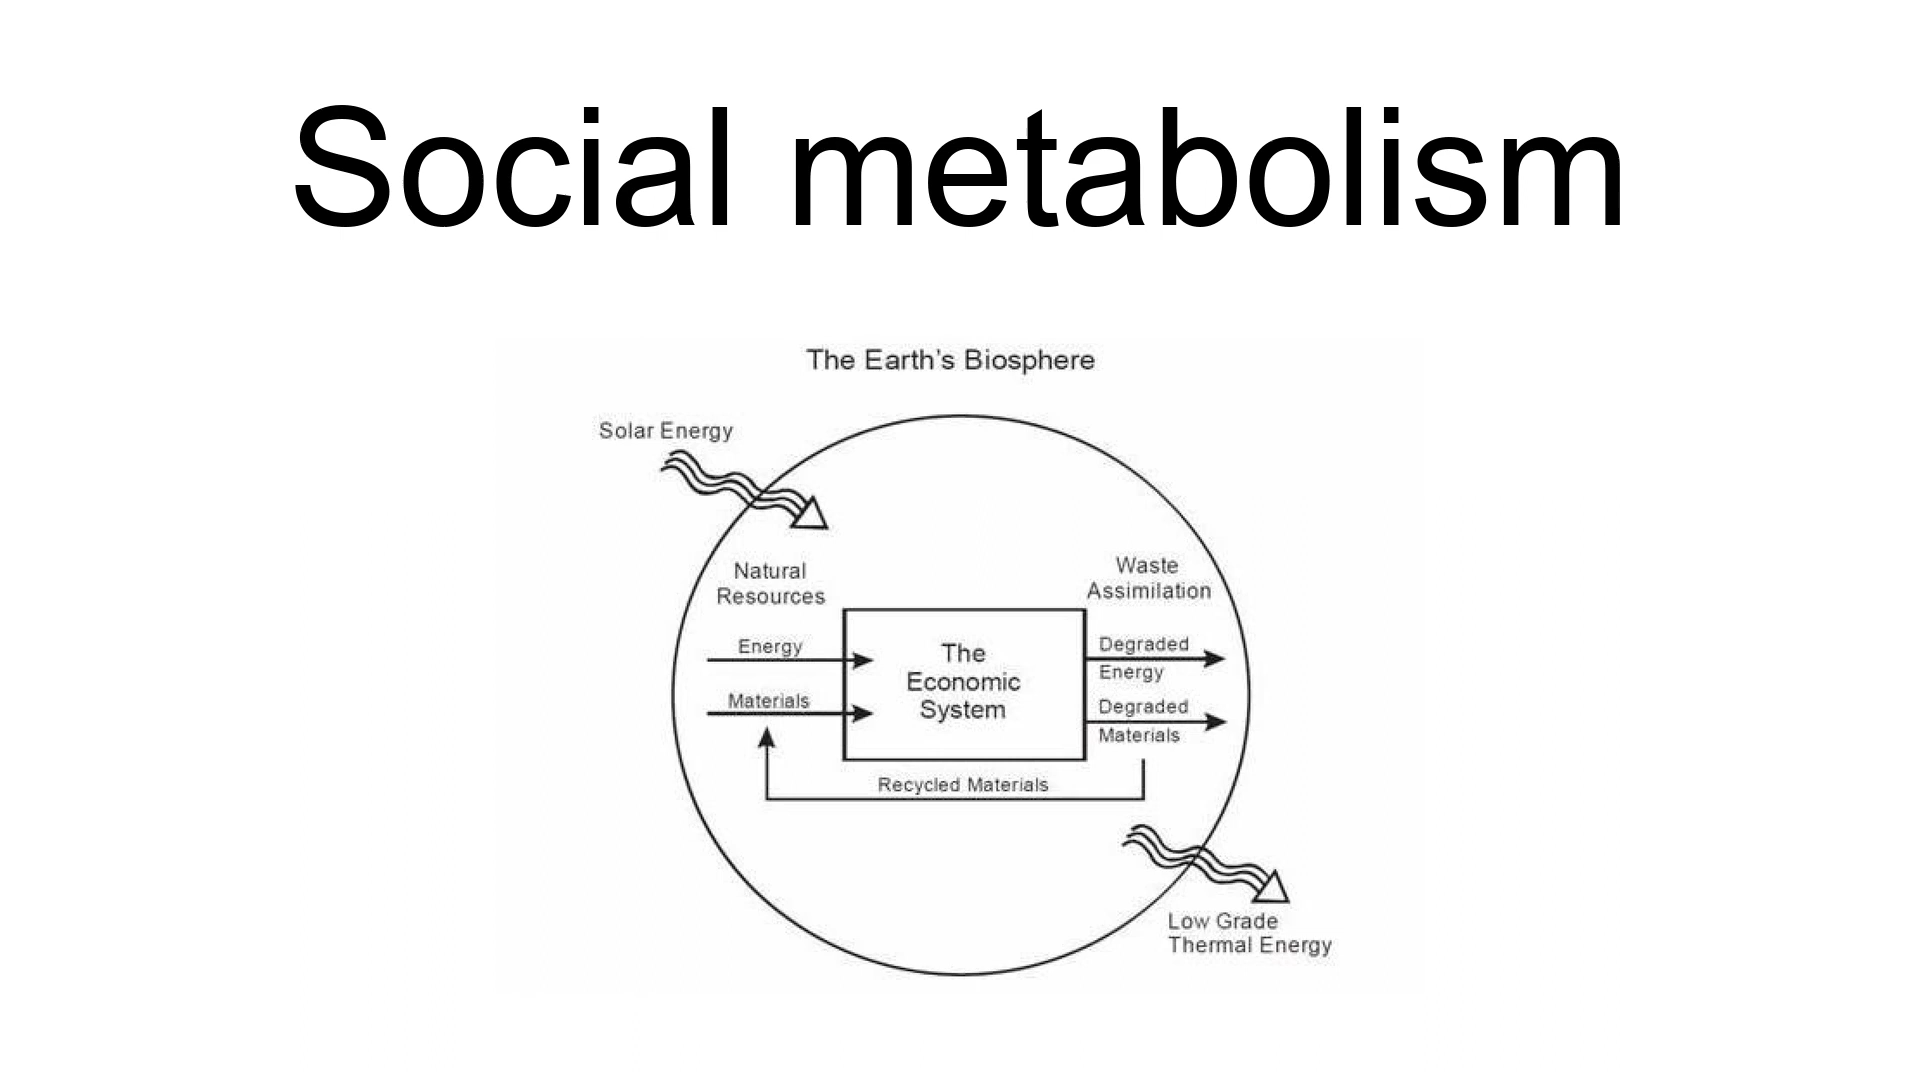 Social metabolism
The Earth's Biosphere
Solar Energy
Natural
Resources
Energy
Materials
The
Economic
System
Waste
Assimilation
Degraded
Energy
Degraded
Materials
Recycled Materials
Low Grade
Thermal Energy